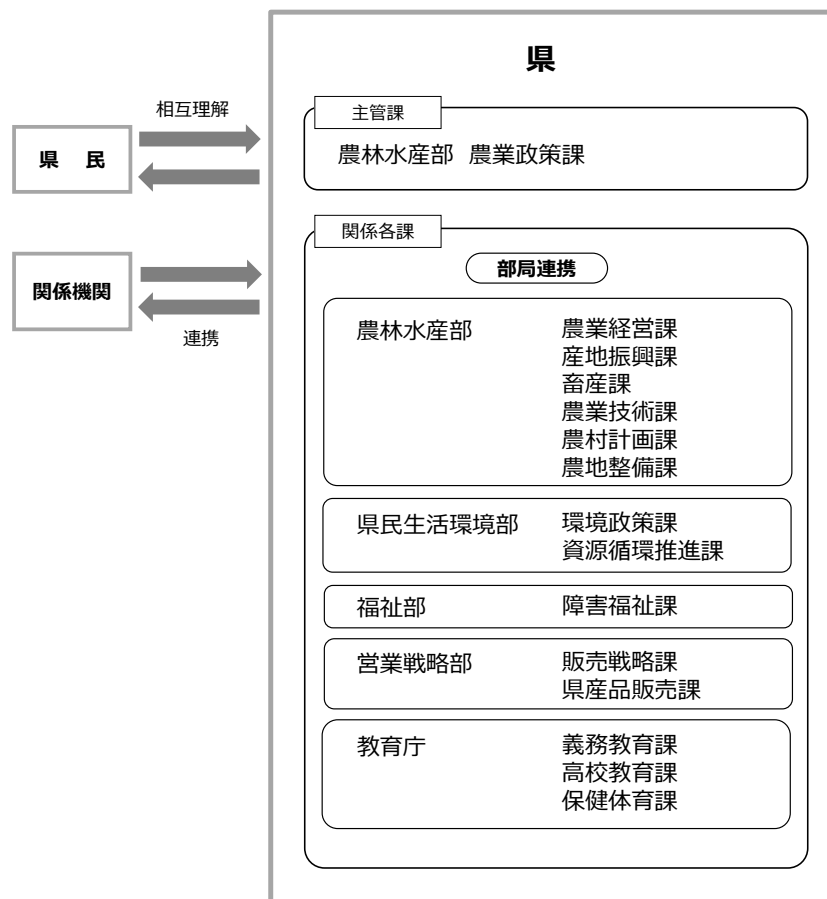 県
相互理解
県 民
主管課
農林水産部 農業政策課
関係各課
部局連携
関係機関
連携
農林水産部 農業経営課
産地振興課
畜産課
農業技術課
農村計画課
農地整備課
県民生活環境部 環境政策課
資源循環推進課
福祉部 障害福祉課
営業戦略部 販売戦略課
県産品販売課
教育庁 義務教育課
高校教育課
保健体育課